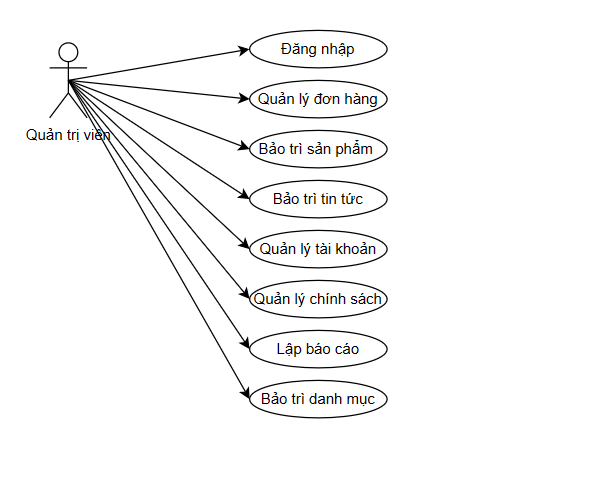 Đăng nhập
Quản lý đơn hàng
Quản trị viên
Bảo trì sản phẩm
Bảo trì tin tức
Quản lý tài khoản
Quản lý chính sách
Lập báo cáo
Bảo trì danh mục